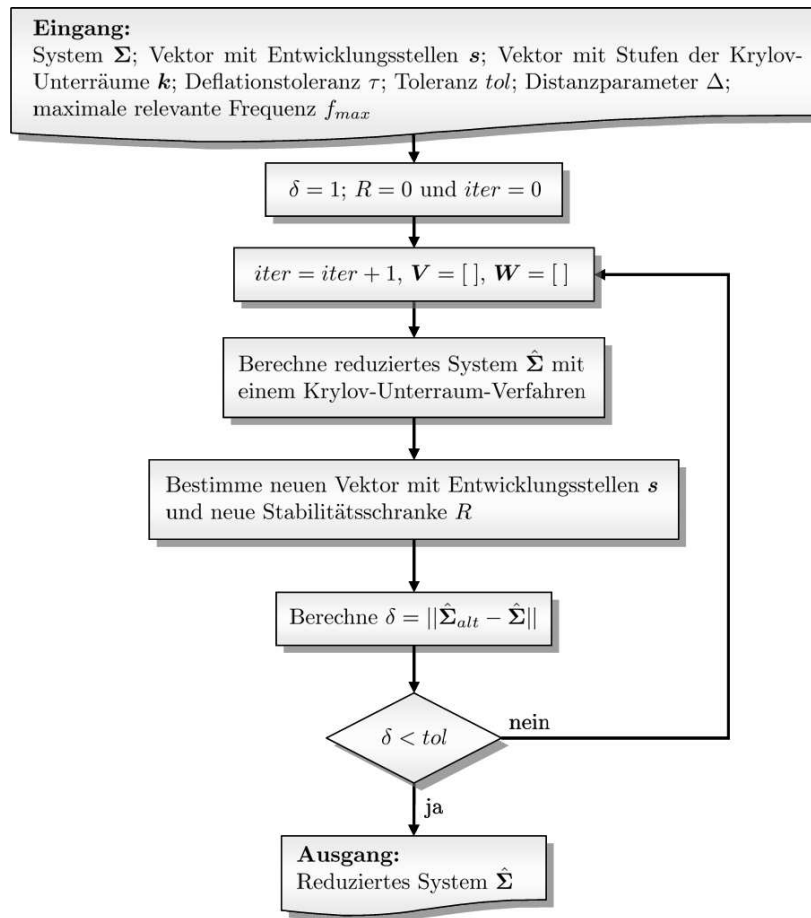 Eingang:
System Σ; Vektor mit Entwicklungsstellen s; Vektor mit Stufen der Krylov-
Unterräume k; Deflationstoleranz τ; Toleranz tol; Distanzparameter Δ;
maximale relevante Frequenz f_max
δ = 1; R = 0 und iter = 0
iter = iter + 1, V = [ ], W = [ ]
Berechne reduziertes System Σ̂ mit
einem Krylov-Unterraum-Verfahren
Bestimme neuen Vektor mit Entwicklungsstellen s
und neue Stabilitätsschranke R
Berechne δ = ||Σ̂_alt − Σ̂||
δ < tol
nein
ja
Ausgang:
Reduziertes System Σ̂